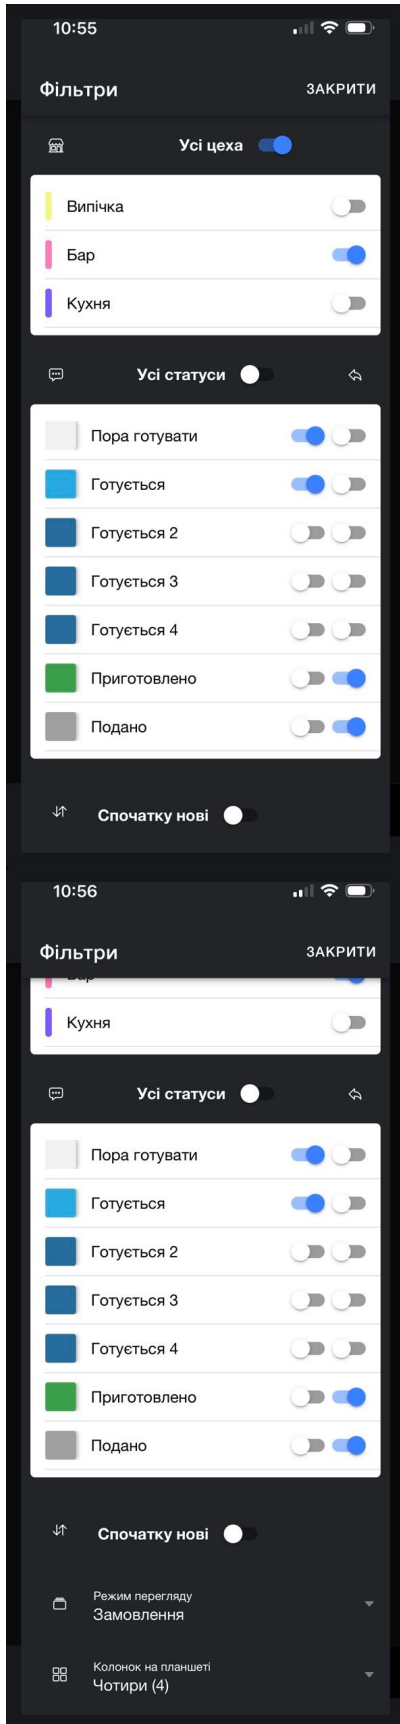 10:55
Фільтри
ЗАКРИТИ
Усі цеха
Випічка
Бар
Кухня
Усі статуси
Пора готувати
Готується
Готується 2
Готується 3
Готується 4
Приготовлено
Подано
Спочатку нові
10:56
Фільтри
ЗАКРИТИ
Бар
Кухня
Усі статуси
Пора готувати
Готується
Готується 2
Готується 3
Готується 4
Приготовлено
Подано
Спочатку нові
Режим перегляду
Замовлення
Колонок на планшеті
Чотири (4)